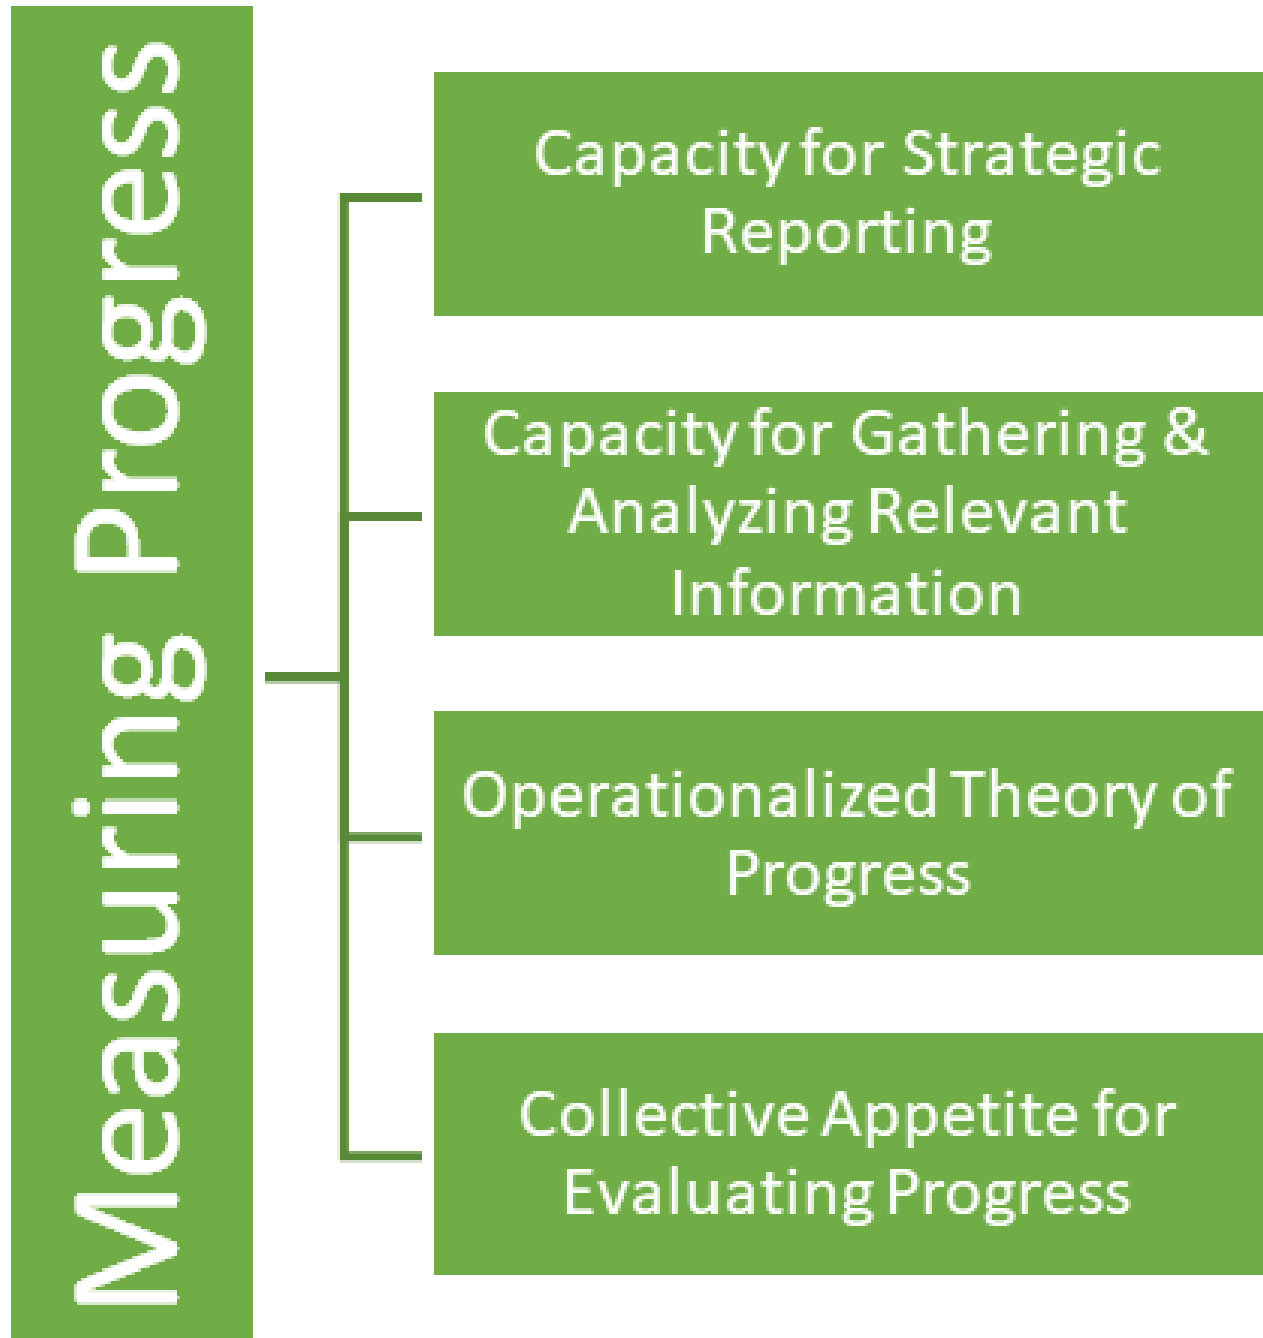 Measuring Progress
Capacity for Strategic
Reporting
Capacity for Gathering &
Analyzing Relevant
Information
Operationalized Theory of
Progress
Collective Appetite for
Evaluating Progress